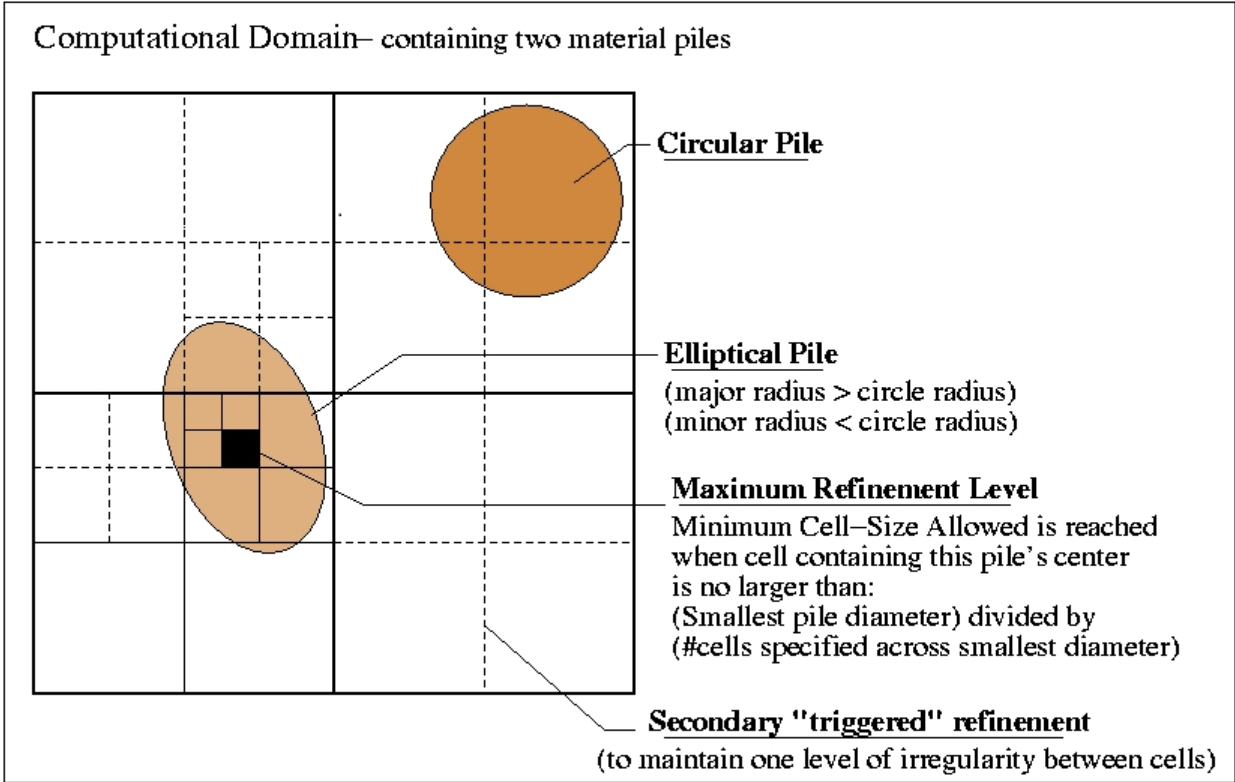 Computational Domain– containing two material piles
Circular Pile
Elliptical Pile
(major radius > circle radius)
(minor radius < circle radius)
Maximum Refinement Level
Minimum Cell–Size Allowed is reached
when cell containing this pile's center
is no larger than:
(Smallest pile diameter) divided by
(#cells specified across smallest diameter)
Secondary "triggered" refinement
(to maintain one level of irregularity between cells)